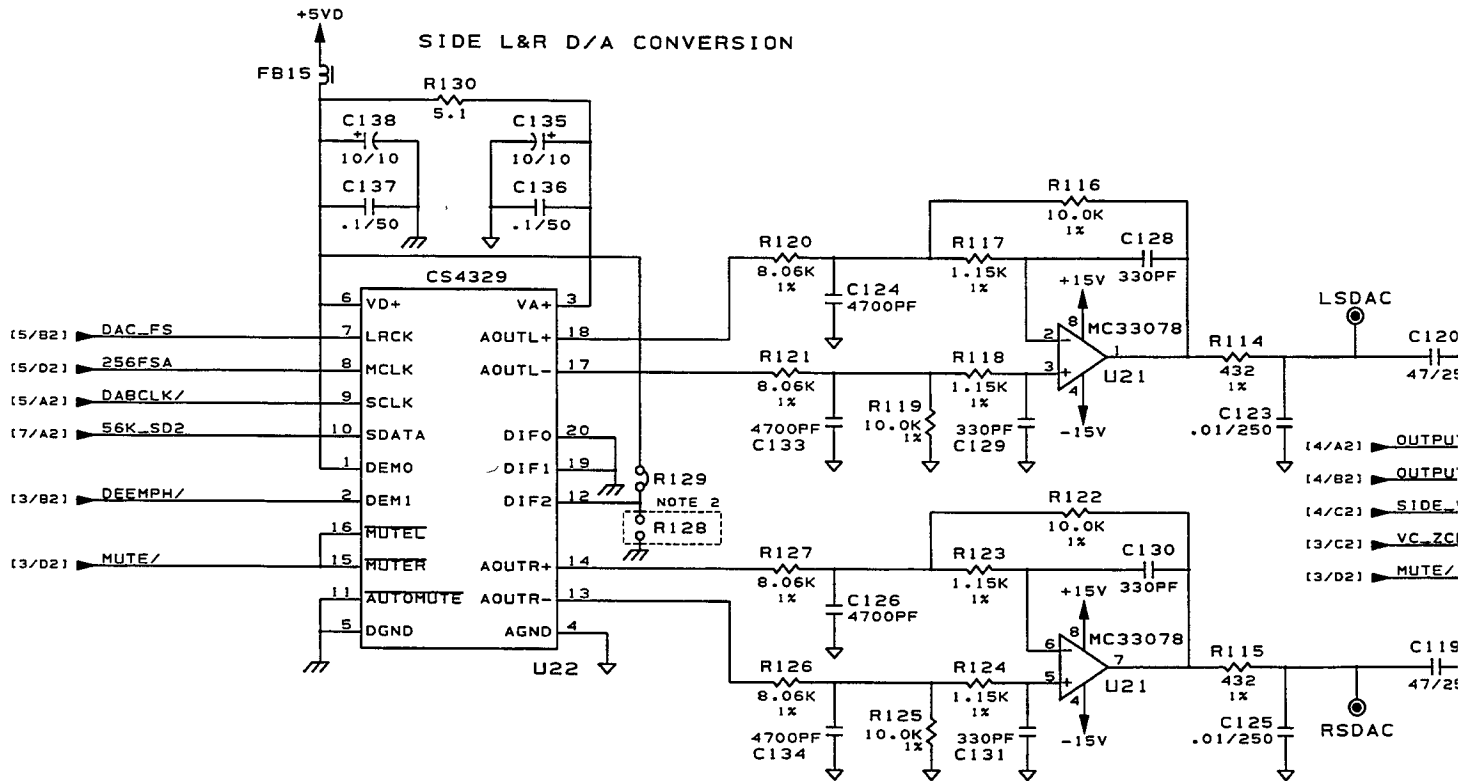 +5VD
SIDE L&R D/A CONVERSION
FB15
R130
5.1
C138
+
10/10
C135
+
10/10
C137
.1/50
C136
.1/50
CS4329
6 VD+
VA+ 3
[5/B2] DAC_FS 7 LRCK
AOUTL+ 18
[5/D2] 256FSA 8 MCLK
AOUTL- 17
[5/A2] DABCLK/ 9 SCLK
[7/A2] 56K_SD2 10 SDATA
DIF0 20
1 DEM0
DIF1 19
[3/B2] DEEMPH/ 2 DEM1
DIF2 12
16 MUTEL
[3/D2] MUTE/ 15 MUTER
AOUTR+ 14
11 AUTOMUTE
AOUTR- 13
5 DGND
AGND 4
U22
R129
NOTE 2
R128
R120
8.06K
1%
C124
4700PF
R116
10.0K
1%
R117
1.15K
1%
C128
330PF
+15V
8
MC33078
2 -
3 +
1
U21
4
-15V
R121
8.06K
1%
4700PF
C133
R119
10.0K
1%
R118
1.15K
1%
330PF
C129
R114
432
1%
LSDAC
C123
.01/250
C120
47/25
[4/A2] OUTPUT
[4/B2] OUTPUT
[4/C2] SIDE_
[3/C2] VC_ZC
[3/D2] MUTE/
R127
8.06K
1%
C126
4700PF
R122
10.0K
1%
R123
1.15K
1%
C130
330PF
+15V
8
MC33078
6 -
5 +
7
U21
4
-15V
R126
8.06K
1%
4700PF
C134
R125
10.0K
1%
R124
1.15K
1%
330PF
C131
R115
432
1%
C125
.01/250
RSDAC
C119
47/25